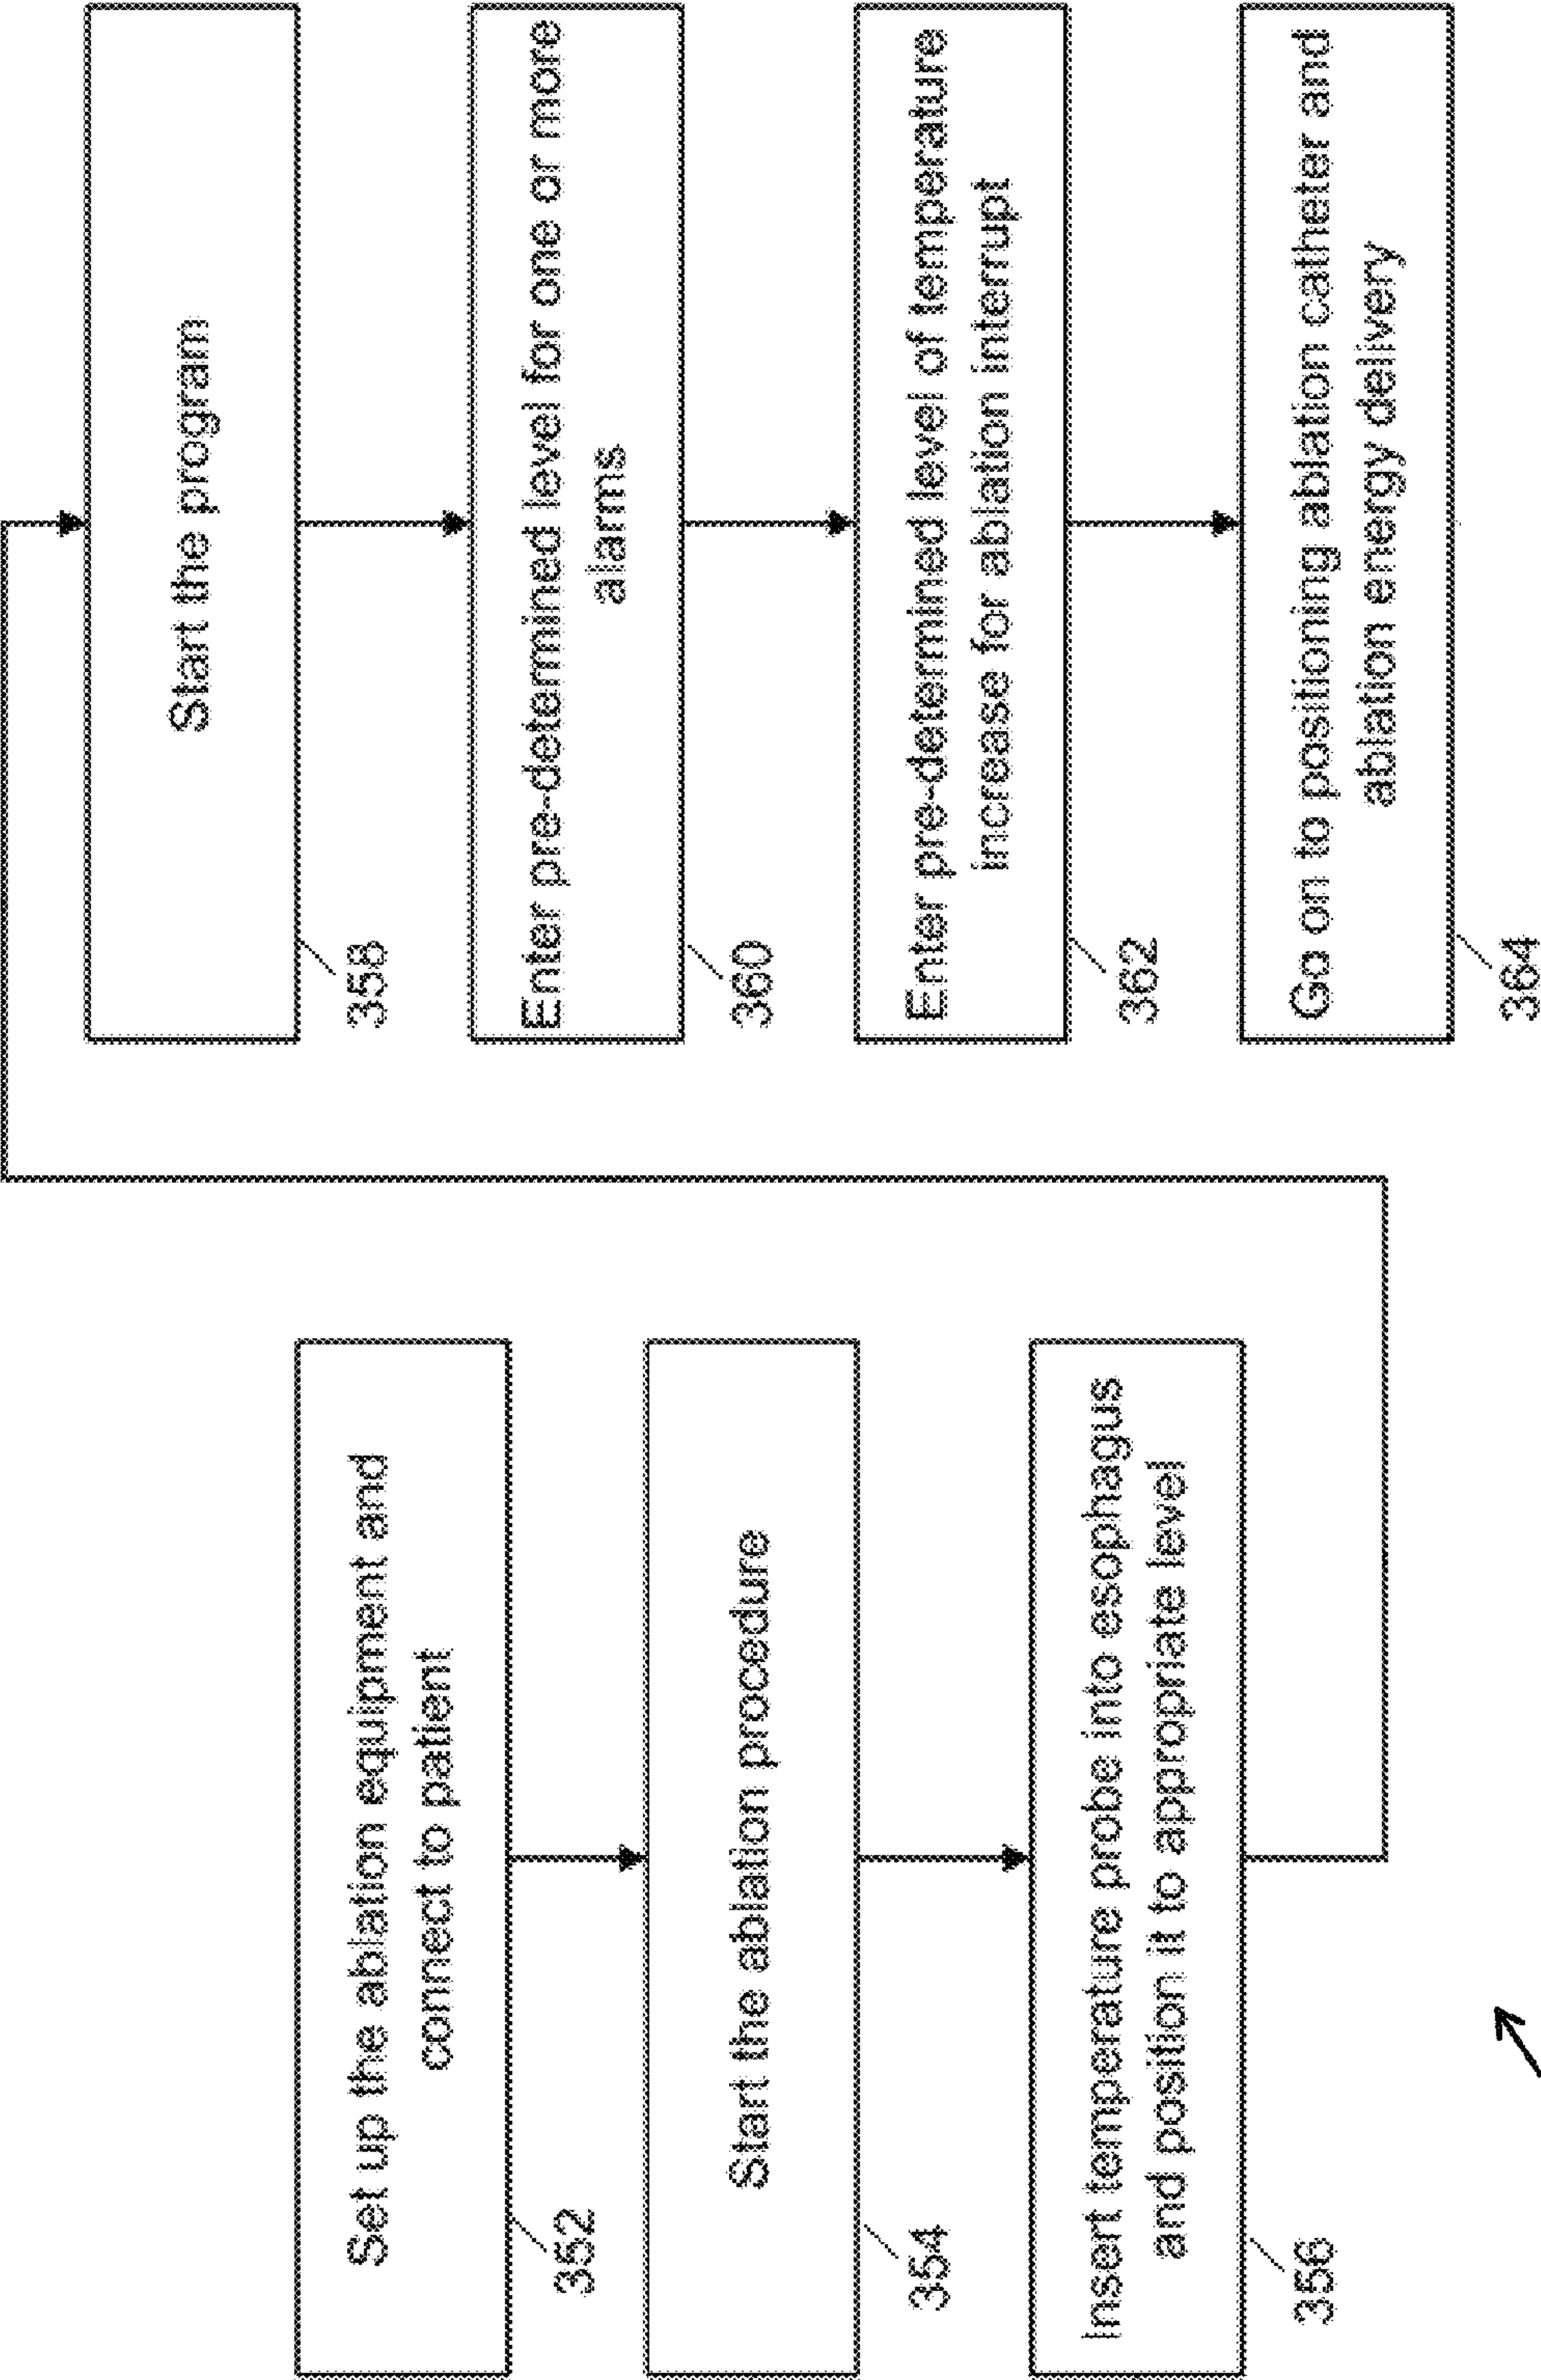 Set up the ablation equipment and
connect to patient
352
Start the ablation procedure
354
Insert temperature probe into esophagus
and position it to appropriate level
356
Start the program
358
Enter pre-determined level for one or more
alarms
360
Enter pre-determined level of temperature
increase for ablation interrupt
362
Go on to positioning ablation catheter and
ablation energy delivery
364